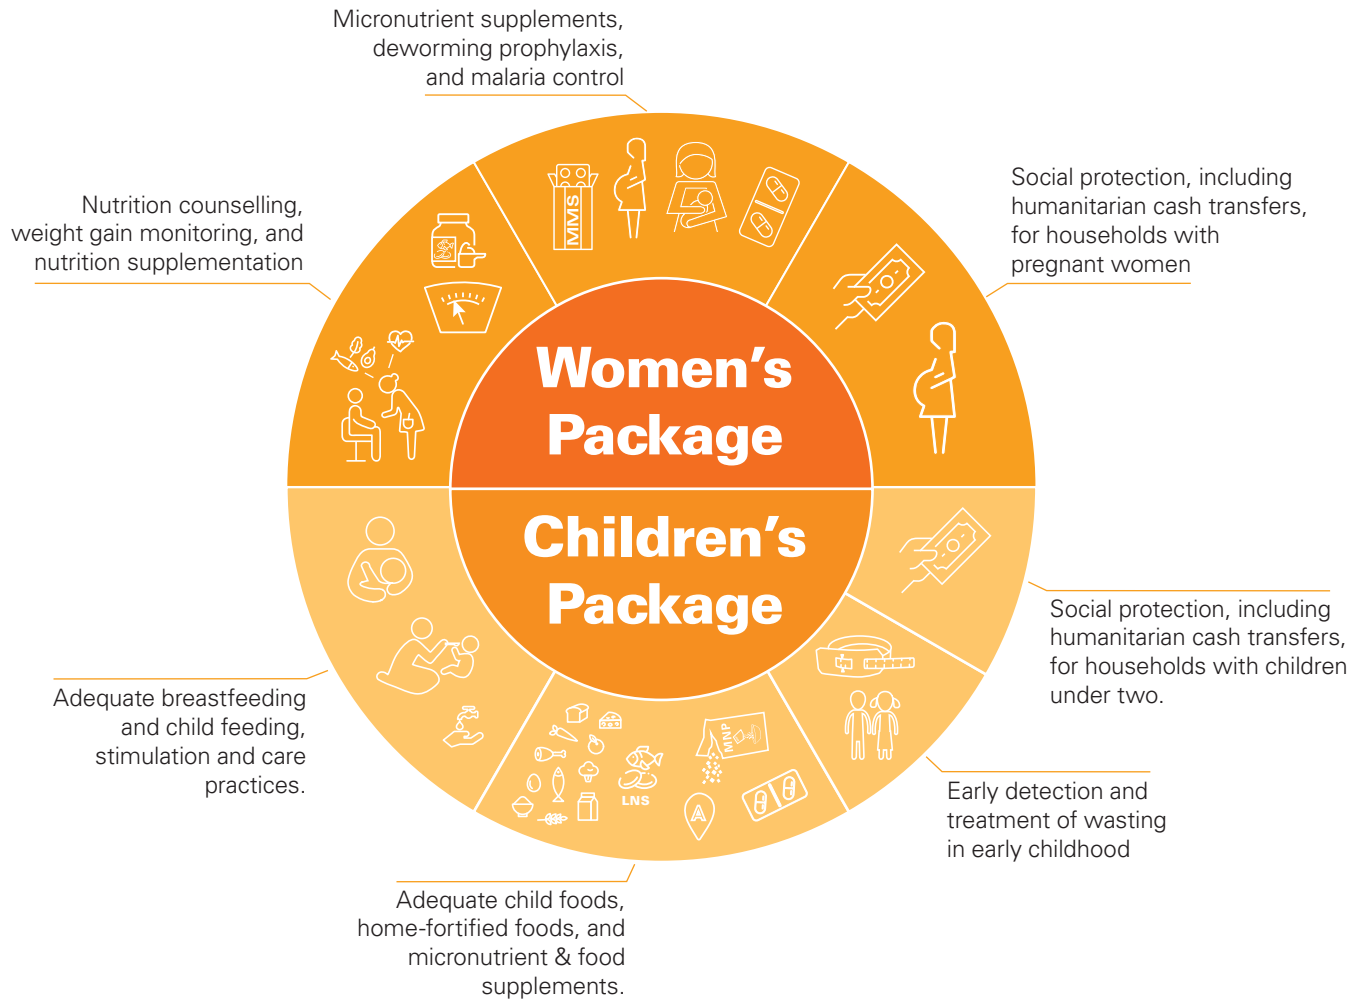 Micronutrient supplements,
deworming prophylaxis,
and malaria control
Nutrition counselling,
weight gain monitoring, and
nutrition supplementation
Social protection, including
humanitarian cash transfers,
for households with
pregnant women
MMS
Women's
Package
Children's
Package
Social protection, including
humanitarian cash transfers,
for households with children
under two.
Adequate breastfeeding
and child feeding,
stimulation and care
practices.
MNP
LNS
A
Early detection and
treatment of wasting
in early childhood
Adequate child foods,
home-fortified foods, and
micronutrient & food
supplements.